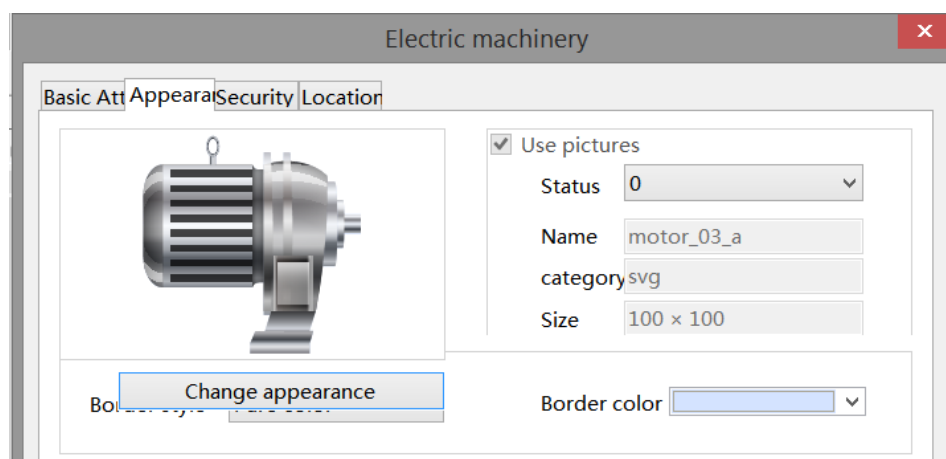 Electric machinery
Basic Att Appearar Security Location
Use pictures
Status 0
Name motor_03_a
category svg
Size 100 × 100
Change appearance
Border color